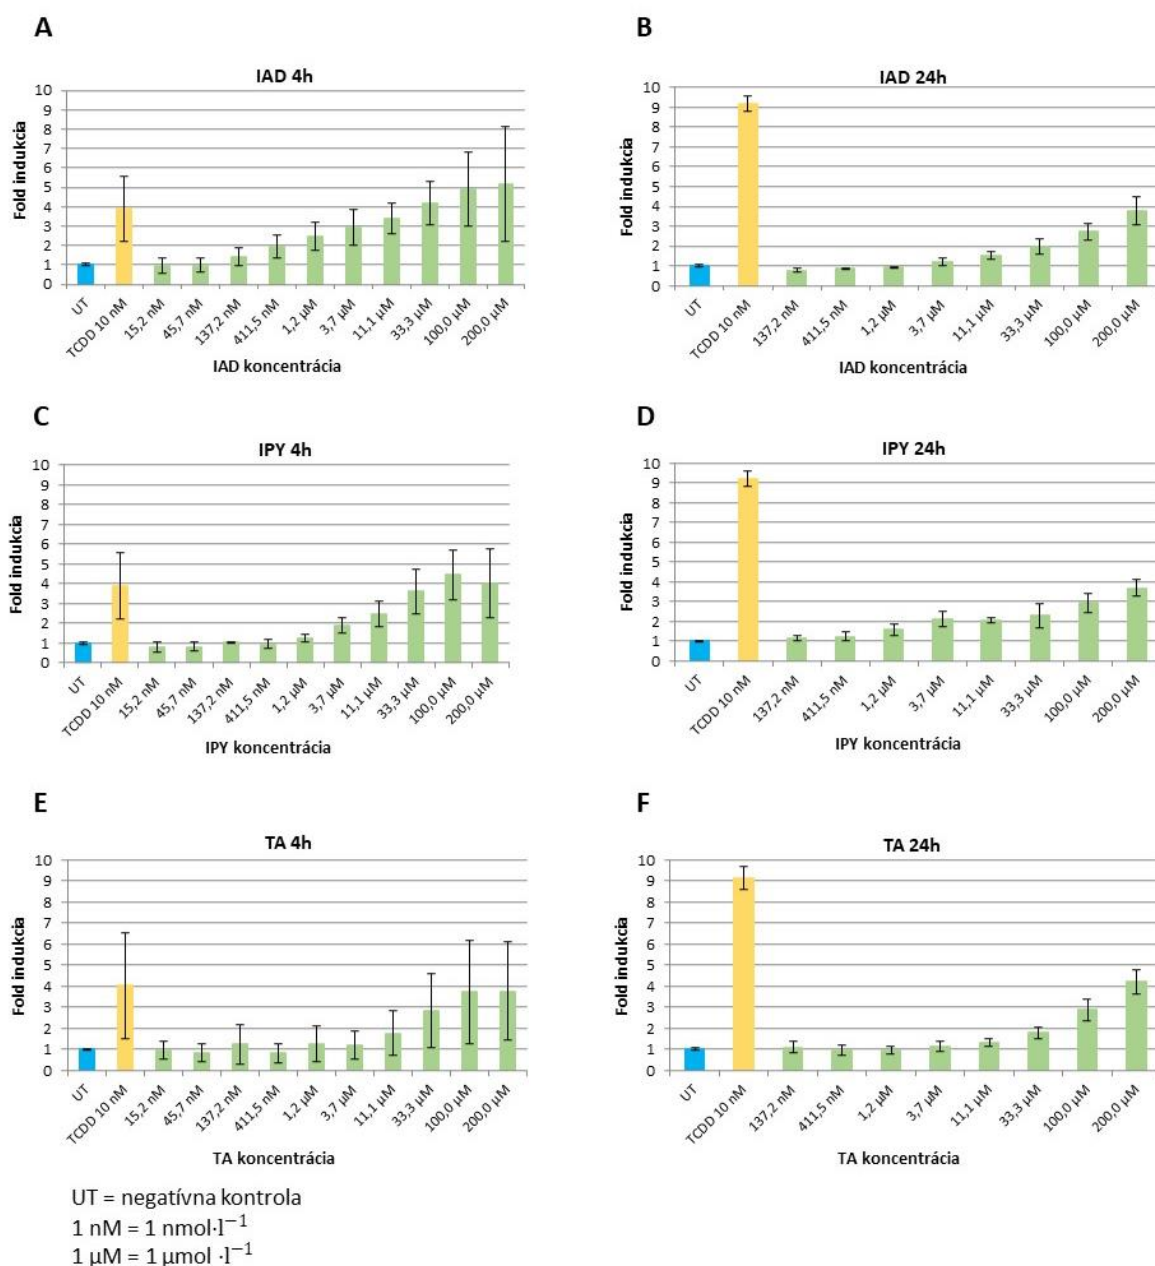 A
IAD 4h
Fold indukcia
10
9
8
7
6
5
4
3
2
1
0
UT
TCDD 10 nM
15,2 nM
45,7 nM
137,2 nM
411,5 nM
1,2 µM
3,7 µM
11,1 µM
33,3 µM
100,0 µM
200,0 µM
IAD koncentrácia
B
IAD 24h
Fold indukcia
10
9
8
7
6
5
4
3
2
1
0
UT
TCDD 10 nM
137,2 nM
411,5 nM
1,2 µM
3,7 µM
11,1 µM
33,3 µM
100,0 µM
200,0 µM
IAD koncentrácia
C
IPY 4h
Fold indukcia
10
9
8
7
6
5
4
3
2
1
0
UT
TCDD 10 nM
15,2 nM
45,7 nM
137,2 nM
411,5 nM
1,2 µM
3,7 µM
11,1 µM
33,3 µM
100,0 µM
200,0 µM
IPY koncentrácia
D
IPY 24h
Fold indukcia
10
9
8
7
6
5
4
3
2
1
0
UT
TCDD 10 nM
137,2 nM
411,5 nM
1,2 µM
3,7 µM
11,1 µM
33,3 µM
100,0 µM
200,0 µM
IPY koncentrácia
E
TA 4h
Fold indukcia
10
9
8
7
6
5
4
3
2
1
0
UT
TCDD 10 nM
15,2 nM
45,7 nM
137,2 nM
411,5 nM
1,2 µM
3,7 µM
11,1 µM
33,3 µM
100,0 µM
200,0 µM
TA koncentrácia
F
TA 24h
Fold indukcia
10
9
8
7
6
5
4
3
2
1
0
UT
TCDD 10 nM
137,2 nM
411,5 nM
1,2 µM
3,7 µM
11,1 µM
33,3 µM
100,0 µM
200,0 µM
TA koncentrácia
UT = negatívna kontrola
1 nM = 1 nmol·l⁻¹
1 µM = 1 µmol ·l⁻¹